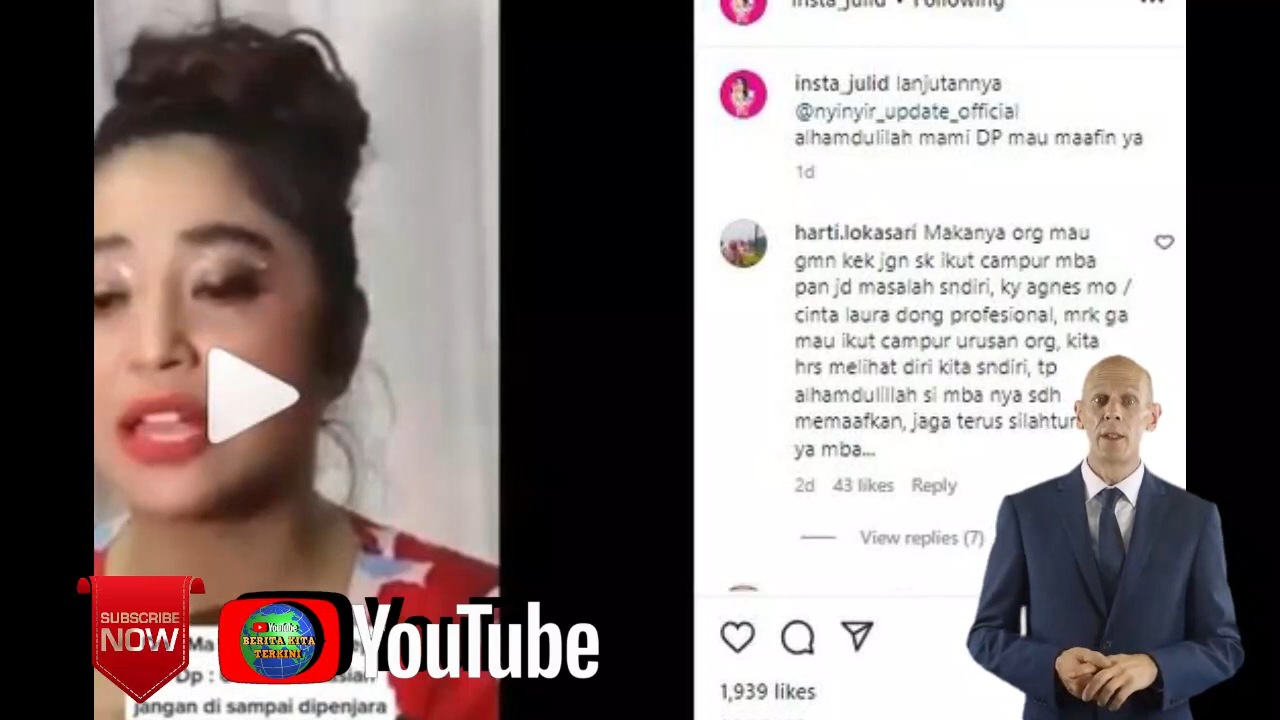 insta_julid • Following
insta_julid lanjutannya
@nyinyir_update_official
alhamdulilah mami DP mau maafin ya
1d
harti.lokasari Makanya org mau
gmn kek jgn sk ikut campur mba
pan jd masalah sndiri, ky agnes mo /
cinta laura dong profesional, mrk ga
mau ikut campur urusan org, kita
hrs melihat diri kita sndiri, tp
alhamdulillah si mba nya sdh
memaafkan, jaga terus silahtur
ya mba...
2d 43 likes Reply
View replies (7)
1,939 likes
SUBSCRIBE
NOW
YouTube
BERITA KITA
TERKINI
YouTube
Ma
Dp :
jangan di sampai dipenjara